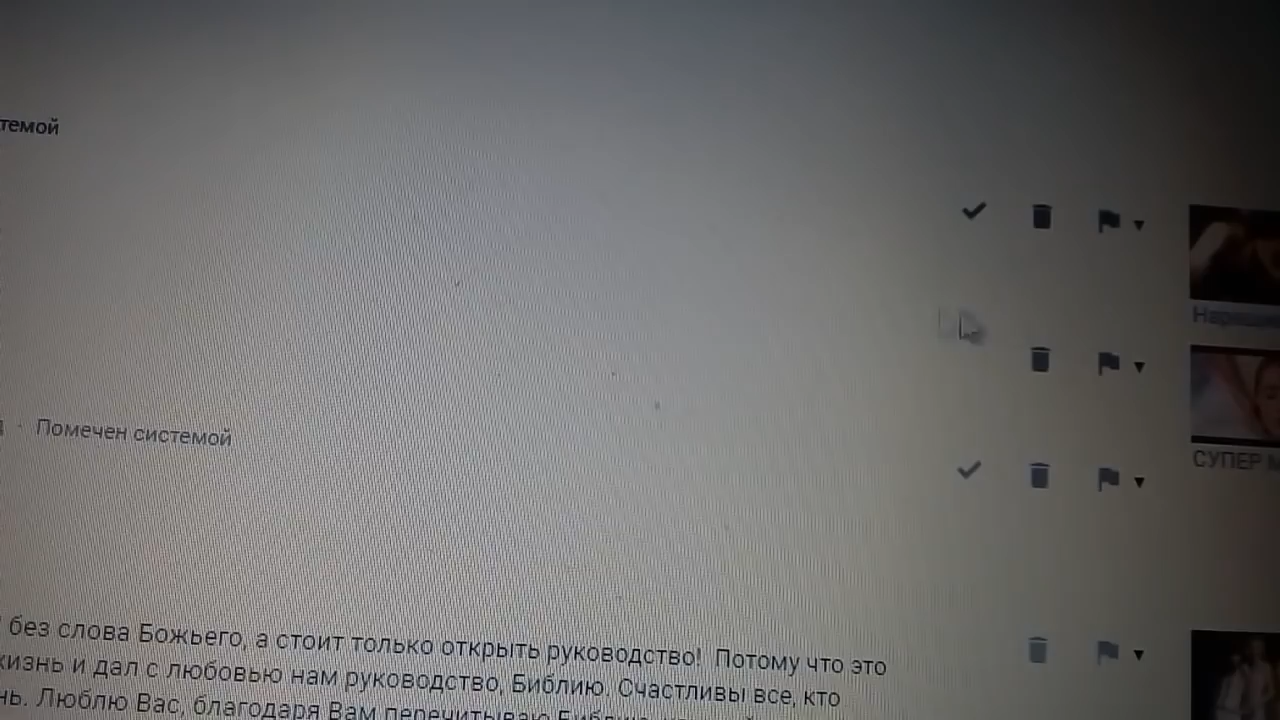 темой
СУПЕР
Помечен системой
без слова Божьего, а стоит только открыть руководство! Потому что это
жизнь и дал с любовью нам руководство, Библию. Счастливы все, кто
нь. Люблю Вас, благодаря Вам перечитываю